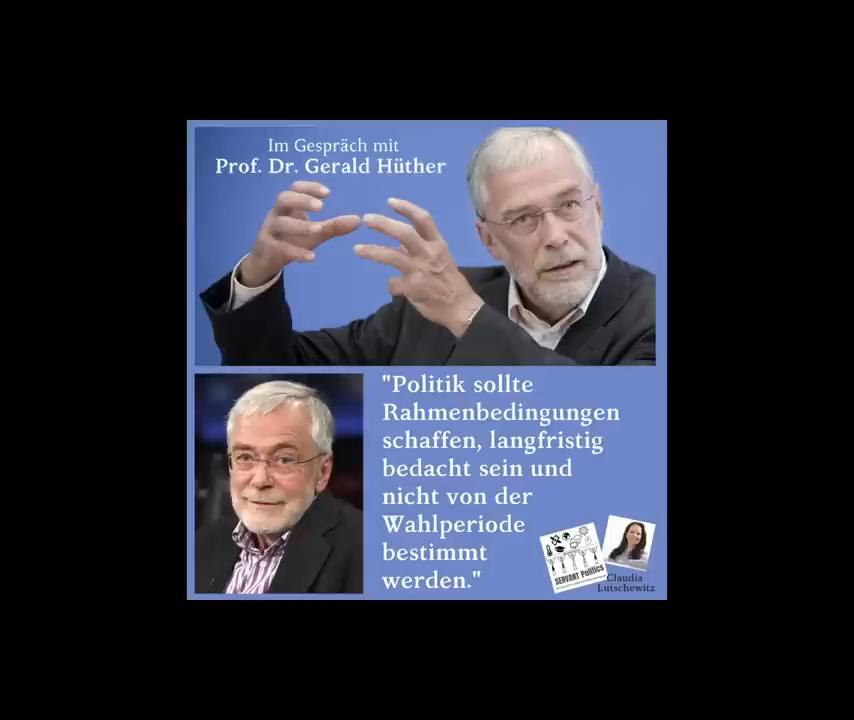 Im Gespräch mit
Prof. Dr. Gerald Hüther
"Politik sollte
Rahmenbedingungen
schaffen, langfristig
bedacht sein und
nicht von der
Wahlperiode
bestimmt
werden."
SERVANT Politics
Claudia
Lutschewitz